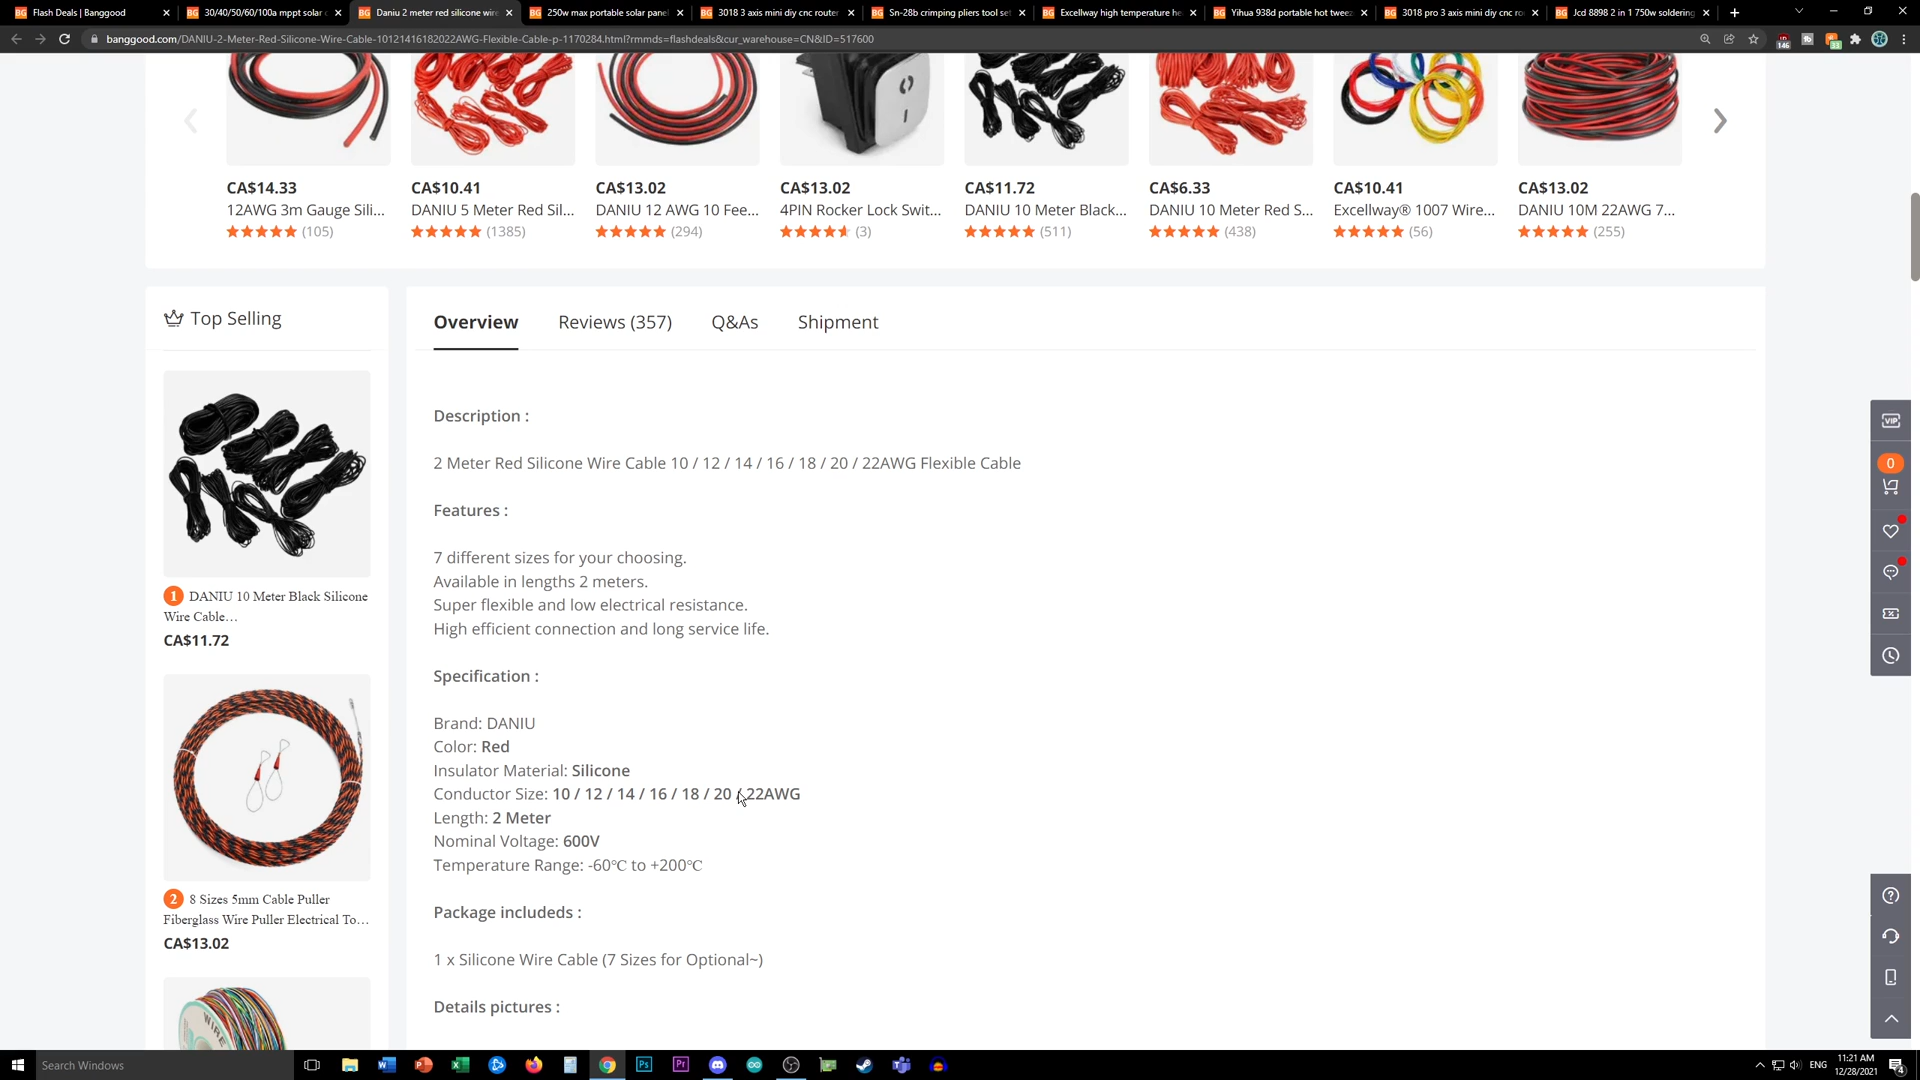 Flash Deals | Banggood
30/40/50/60/100a mppt solar c
Daniu 2 meter red silicone wire
250w max portable solar panel
3018 3 axis mini diy cnc router
Sn-28b crimping pliers tool set
Excellway high temperature he
Yihua 938d portable hot tweez
3018 pro 3 axis mini diy cnc ro
Jcd 8898 2 in 1 750w soldering
banggood.com/DANIU-2-Meter-Red-Silicone-Wire-Cable-10121416182022AWG-Flexible-Cable-p-1170284.html?rmmds=flashdeals&cur_warehouse=CN&ID=517600
146
33
CA$14.33
12AWG 3m Gauge Sili...
(105)
CA$10.41
DANIU 5 Meter Red Sil...
(1385)
CA$13.02
DANIU 12 AWG 10 Fee...
(294)
CA$13.02
4PIN Rocker Lock Swit...
(3)
CA$11.72
DANIU 10 Meter Black...
(511)
CA$6.33
DANIU 10 Meter Red S...
(438)
CA$10.41
Excellway® 1007 Wire...
(56)
CA$13.02
DANIU 10M 22AWG 7...
(255)
Top Selling
1 DANIU 10 Meter Black Silicone
Wire Cable…
CA$11.72
2 8 Sizes 5mm Cable Puller
Fiberglass Wire Puller Electrical To…
CA$13.02
WIRE
Overview Reviews (357) Q&As Shipment
Description :
2 Meter Red Silicone Wire Cable 10 / 12 / 14 / 16 / 18 / 20 / 22AWG Flexible Cable
Features :
7 different sizes for your choosing.
Available in lengths 2 meters.
Super flexible and low electrical resistance.
High efficient connection and long service life.
Specification :
Brand: DANIU
Color: Red
Insulator Material: Silicone
Conductor Size: 10 / 12 / 14 / 16 / 18 / 20 / 22AWG
Length: 2 Meter
Nominal Voltage: 600V
Temperature Range: -60℃ to +200℃
Package includeds :
1 x Silicone Wire Cable (7 Sizes for Optional~)
Details pictures :
VIP
0
Search Windows
Ps
Pr
ENG
11:21 AM
12/28/2021
4